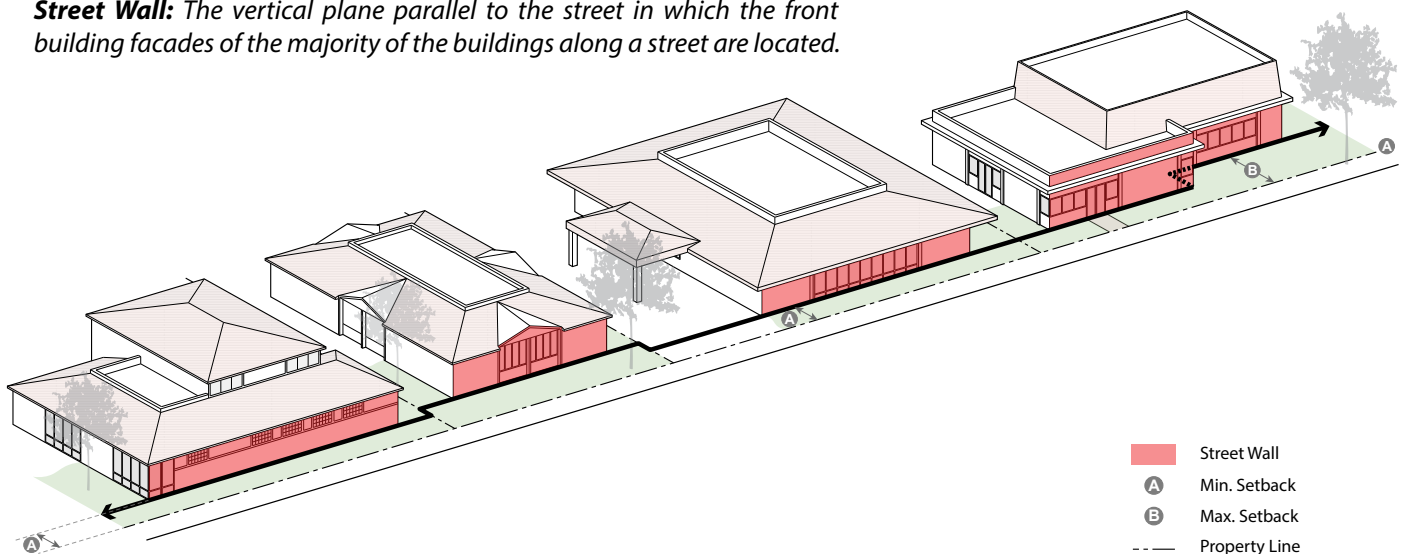 Street Wall: The vertical plane parallel to the street in which the front
building facades of the majority of the buildings along a street are located.
A
B
A
A
Street Wall
A Min. Setback
B Max. Setback
Property Line